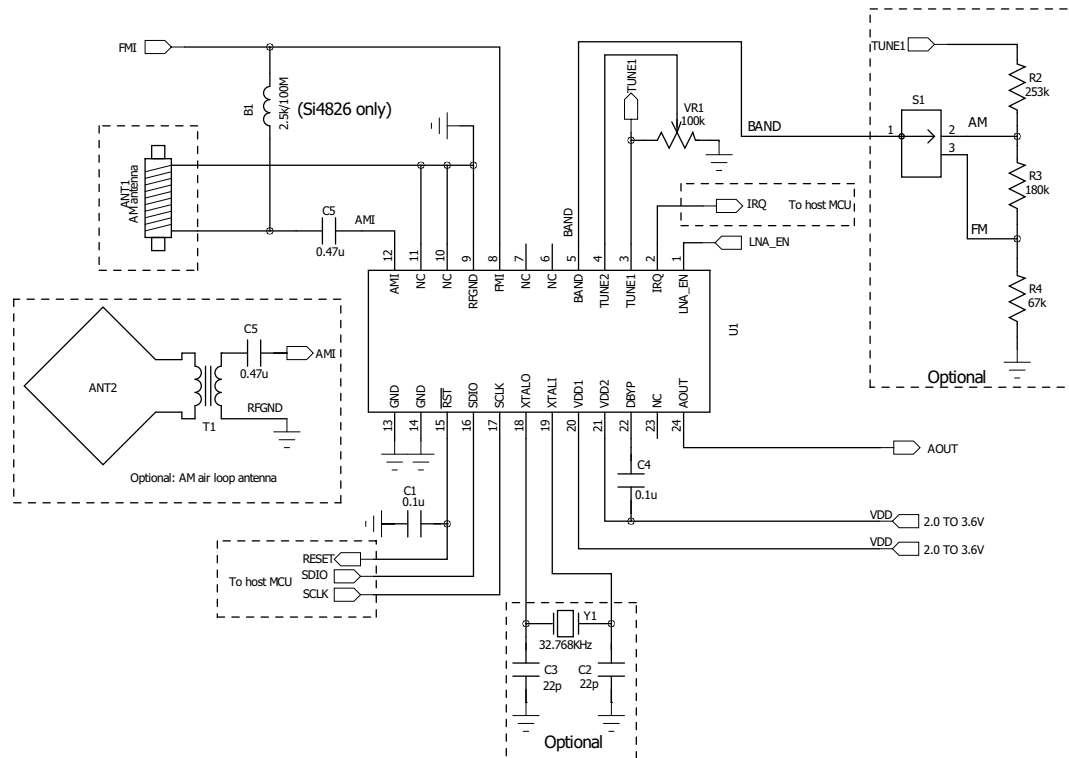 FMI
B1
2.5k/100M
(Si4826 only)
ANT1
AM antenna
C5
0.47u
AMI
TUNE1
VR1
100k
BAND
BAND
IRQ
To host MCU
LNA_EN
TUNE1
R2
253k
S1
1
2
AM
3
R3
180k
FM
R4
67k
Optional
12
11
10
9
8
7
6
5
4
3
2
1
AMI
NC
NC
RFGND
FMI
NC
NC
BAND
TUNE2
TUNE1
IRQ
LNA_EN
U1
GND
GND
RST
SDIO
SCLK
XTALO
XTALI
VDD1
VDD2
DBYP
NC
AOUT
13
14
15
16
17
18
19
20
21
22
23
24
ANT2
C5
0.47u
AMI
RFGND
T1
Optional: AM air loop antenna
AOUT
C4
0.1u
C1
0.1u
VDD
2.0 TO 3.6V
VDD
2.0 TO 3.6V
To host MCU
RESET
SDIO
SCLK
Y1
32.768KHz
C3
22p
C2
22p
Optional